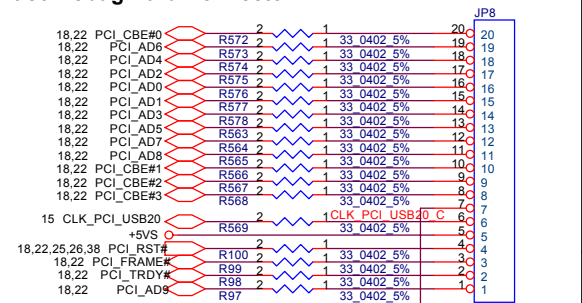 JP8
18,22 PCI_CBE#0 R572 2 1 33_0402_5% 20 20
18,22 PCI_AD6 R573 2 1 33_0402_5% 19 19
18,22 PCI_AD4 R574 2 1 33_0402_5% 18 18
18,22 PCI_AD2 R575 2 1 33_0402_5% 17 17
18,22 PCI_AD0 R576 2 1 33_0402_5% 16 16
18,22 PCI_AD1 R577 2 1 33_0402_5% 15 15
18,22 PCI_AD3 R578 2 1 33_0402_5% 14 14
18,22 PCI_AD5 R563 2 1 33_0402_5% 13 13
18,22 PCI_AD7 R564 2 1 33_0402_5% 12 12
18,22 PCI_AD8 R565 2 1 33_0402_5% 11 11
18,22 PCI_CBE#1 R566 2 1 33_0402_5% 10 10
18,22 PCI_CBE#2 R567 2 1 33_0402_5% 9 9
18,22 PCI_CBE#3 R568 2 1 33_0402_5% 8 8
7 7
15 CLK_PCI_USB20 R569 2 1 CLK_PCI_USB20_C 33_0402_5% 6 6
+5VS 5 5
18,22,25,26,38 PCI_RST# R100 2 1 33_0402_5% 4 4
18,22 PCI_FRAME# R99 2 1 33_0402_5% 3 3
18,22 PCI_TRDY# R98 2 1 33_0402_5% 2 2
18,22 PCI_AD9 R97 2 1 33_0402_5% 1 1